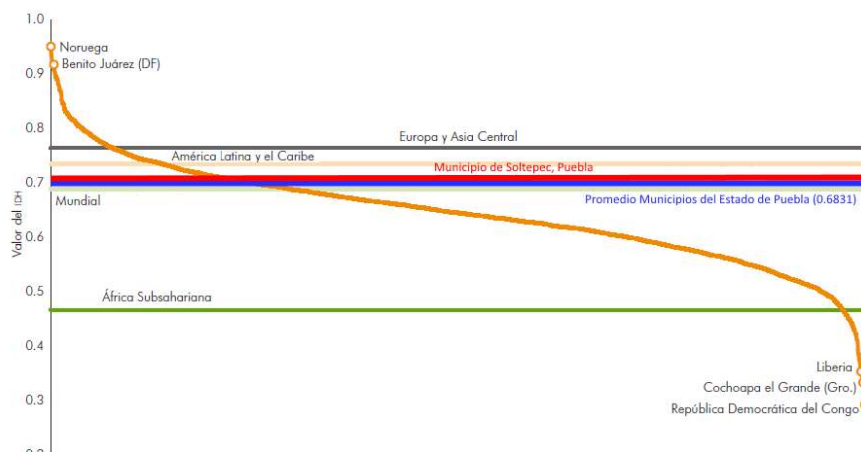 1.0
Noruega
Benito Juárez (DF)
0.9
0.8
Europa y Asia Central
América Latina y el Caribe
Municipio de Soltepec, Puebla
0.7
Mundial
Promedio Municipios del Estado de Puebla (0.6831)
Valor del IDH
0.6
0.5
África Subsahariana
0.4
Liberia
Cochoapa el Grande (Gro.)
0.3
República Democrática del Congo
0.2